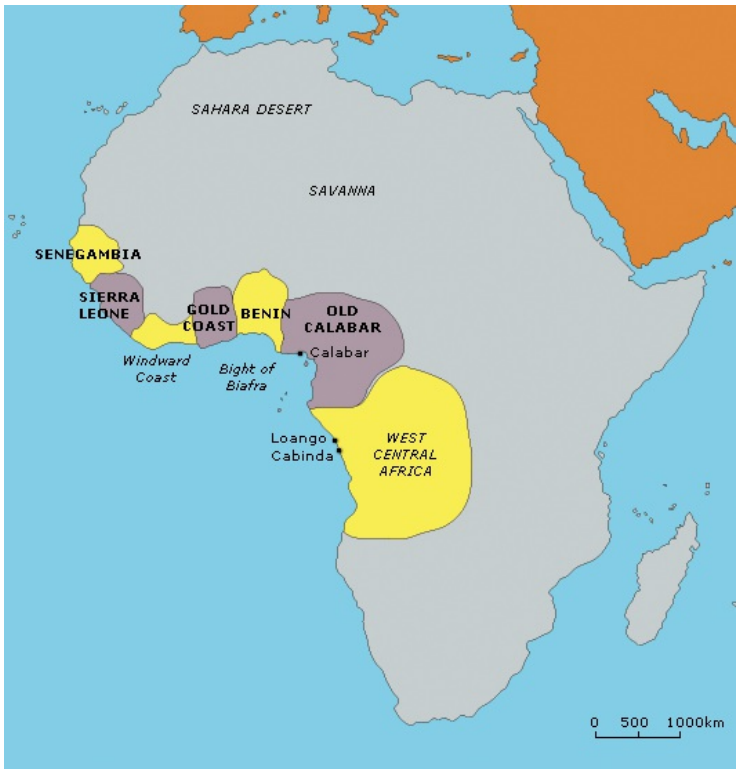 SAHARA DESERT
SAVANNA
SENEGAMBIA
SIERRA
LEONE
GOLD
COAST
BENIN
OLD
CALABAR
Windward
Coast
Bight of
Biafra
Calabar
Loango
Cabinda
WEST
CENTRAL
AFRICA
0 500 1000km